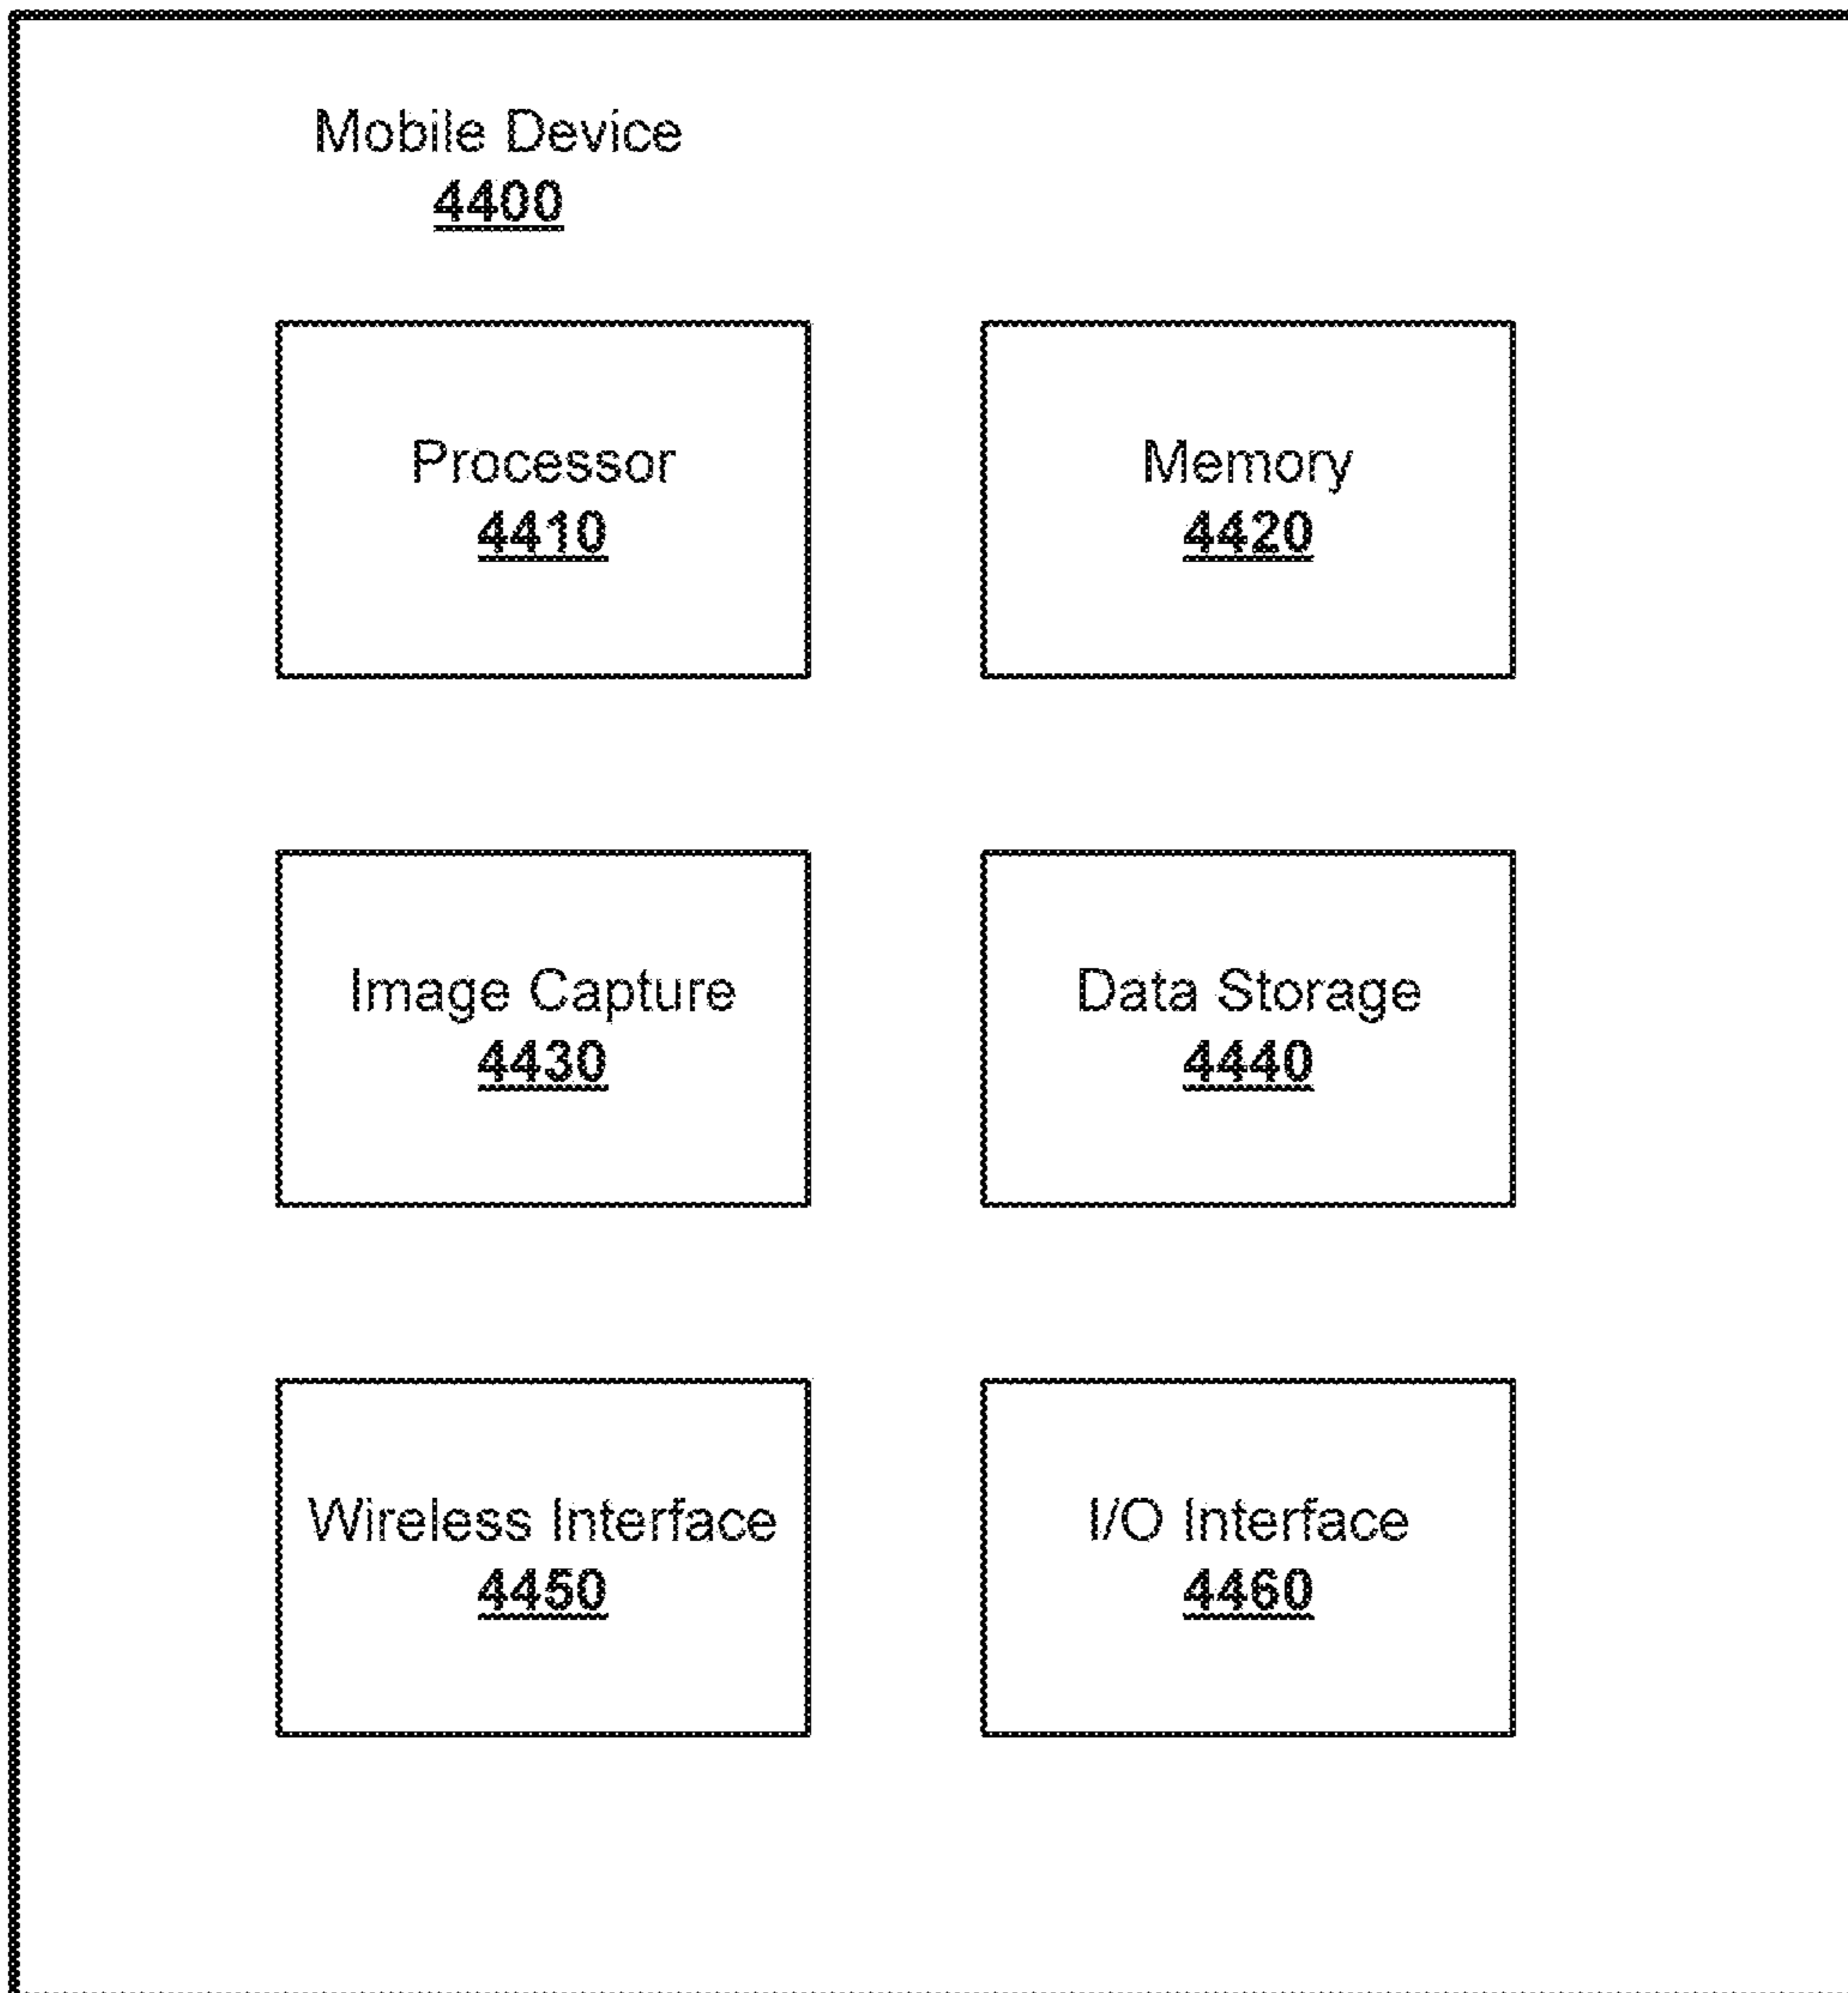 Mobile Device
4400
Processor
4410
Memory
4420
Image Capture
4430
Data Storage
4440
Wireless Interface
4450
I/O Interface
4460